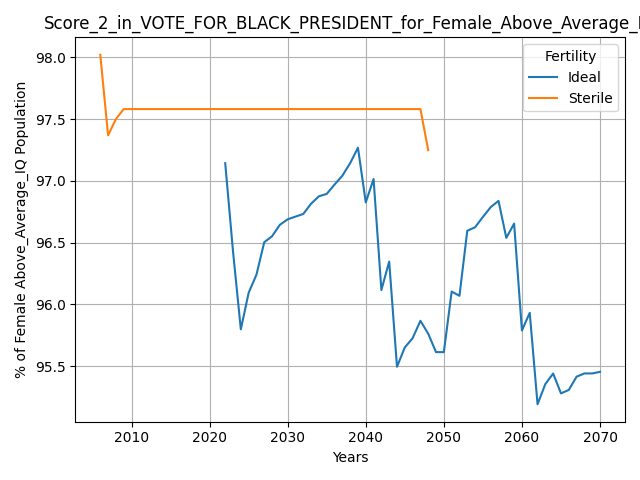 Score_2_in_VOTE_FOR_BLACK_PRESIDENT_for_Female_Above_Average_I
Fertility
Ideal
Sterile
98.0
97.5
97.0
96.5
96.0
95.5
% of Female Above_Average_IQ Population
2010 2020 2030 2040 2050 2060 2070
Years